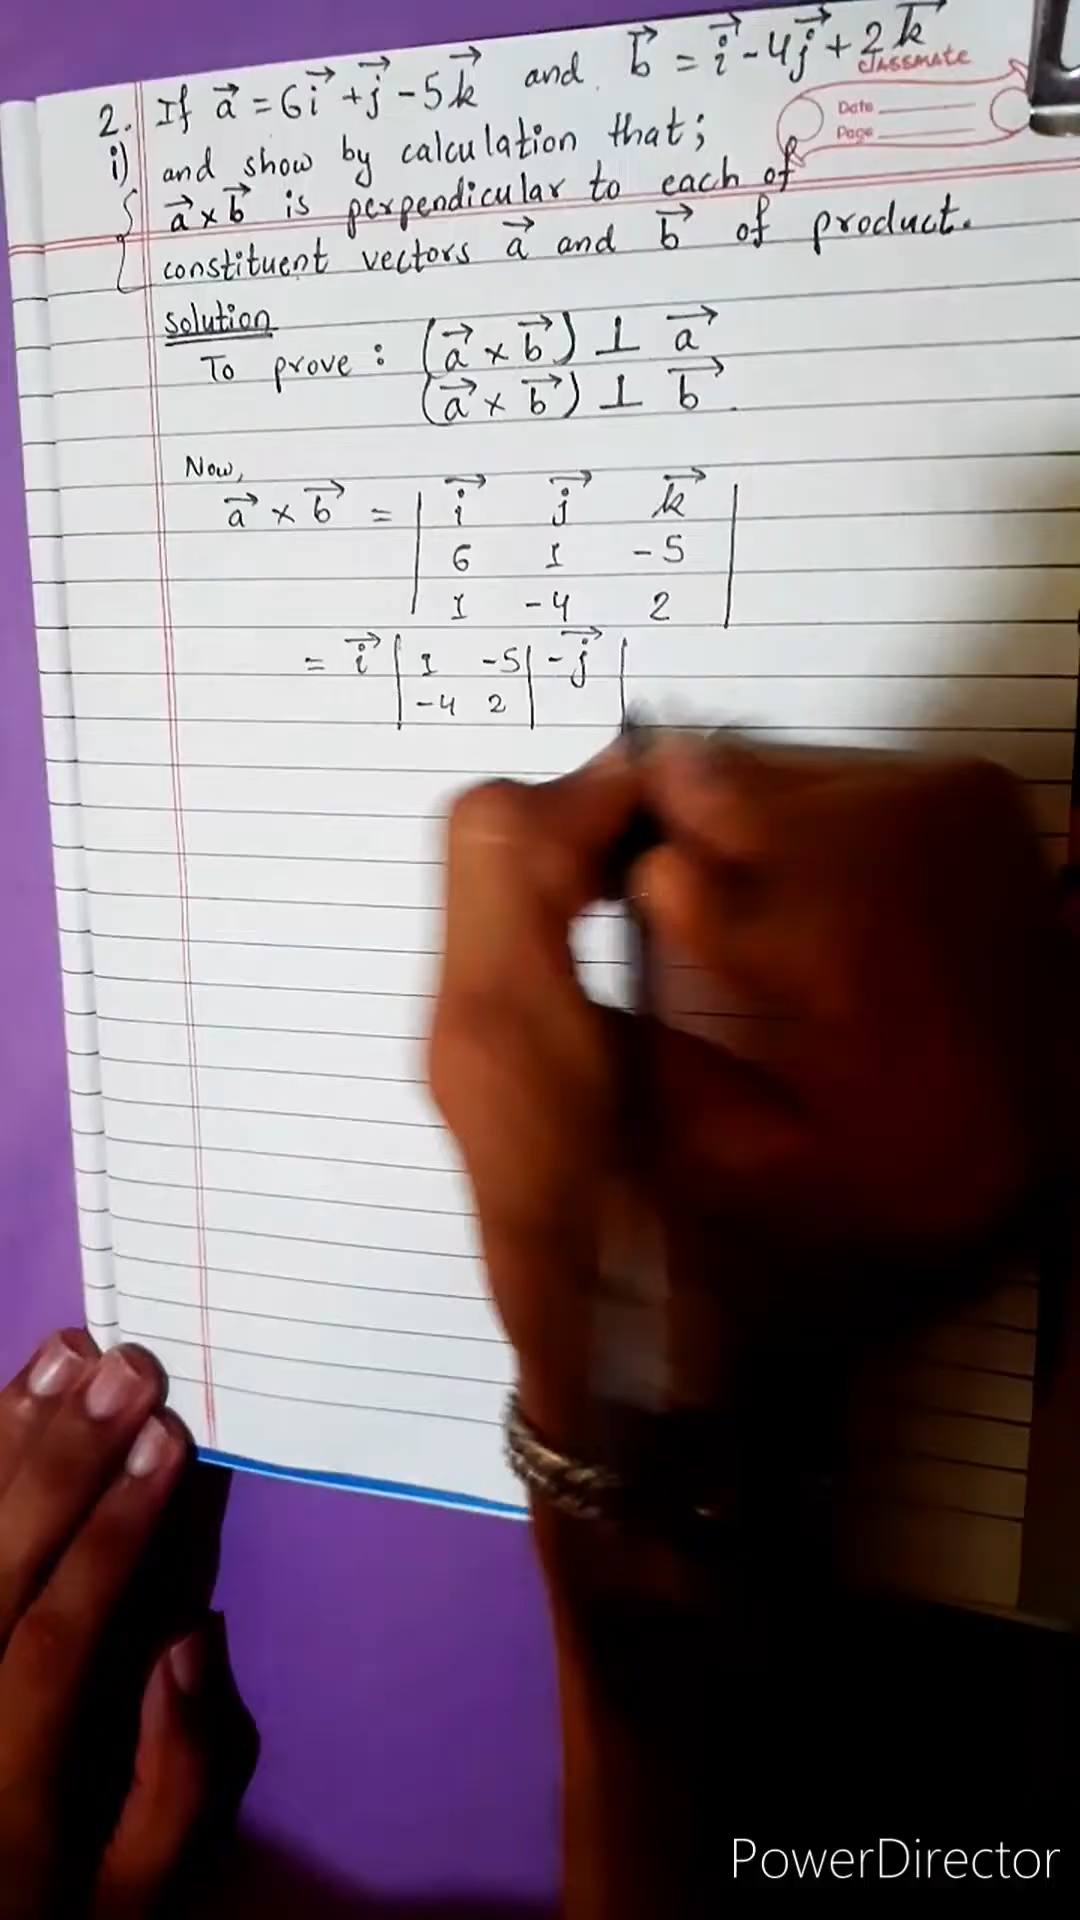 2. If a⃗ = 6i⃗ + j⃗ - 5k⃗ and b⃗ = i⃗ - 4j⃗ + 2k⃗
classmate
Date
Page
i) and show by calculation that;
a⃗ x b⃗ is perpendicular to each of
constituent vectors a⃗ and b⃗ of product.
Solution
To prove : (a⃗ x b⃗) ⊥ a⃗
(a⃗ x b⃗) ⊥ b⃗.
Now,
a⃗ x b⃗ = | i⃗ j⃗ k⃗ |
6 1 -5
1 -4 2
= i⃗ | 1 -5 | - j⃗ |
-4 2
PowerDirector